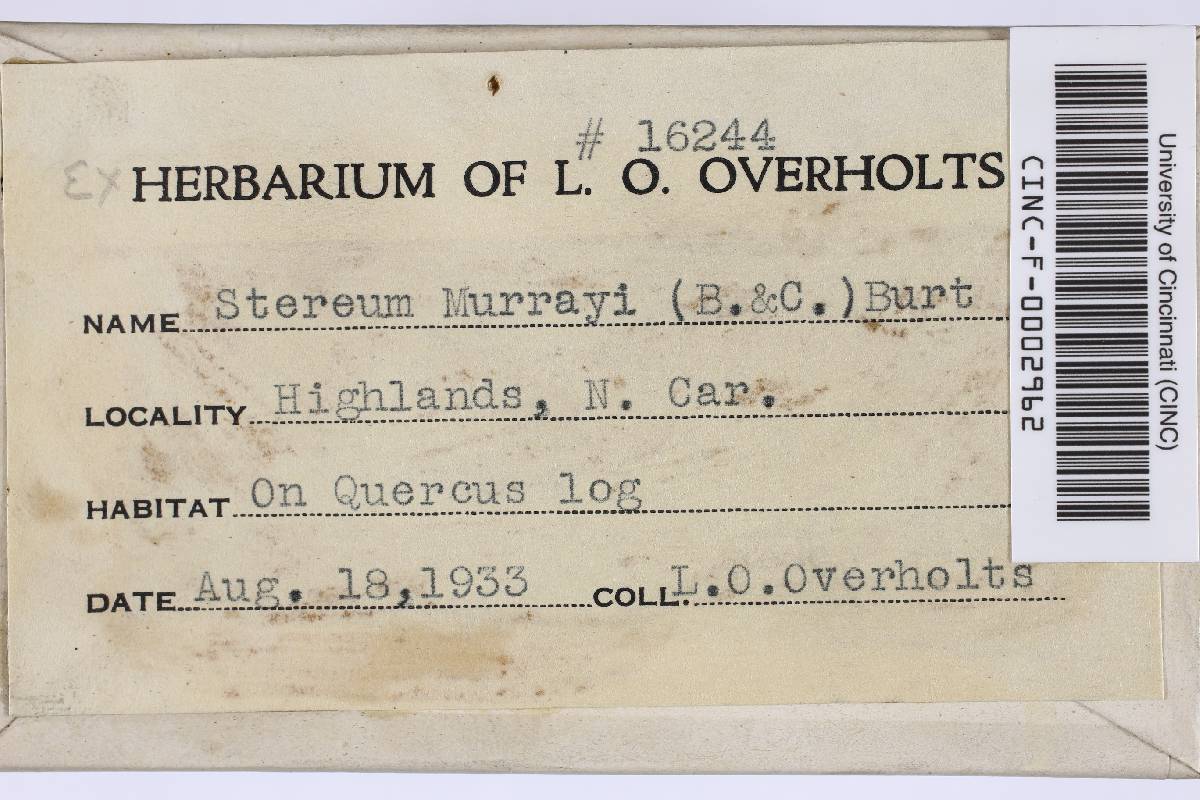 # 16244
Ex HERBARIUM OF L. O. OVERHOLTS
NAME Stereum Murrayi (B.&C.)Burt
LOCALITY Highlands, N. Car.
HABITAT On Quercus log
DATE Aug. 18,1933 COLL. L.O.Overholts
University of Cincinnati (CINC)
CINC-F-0002962